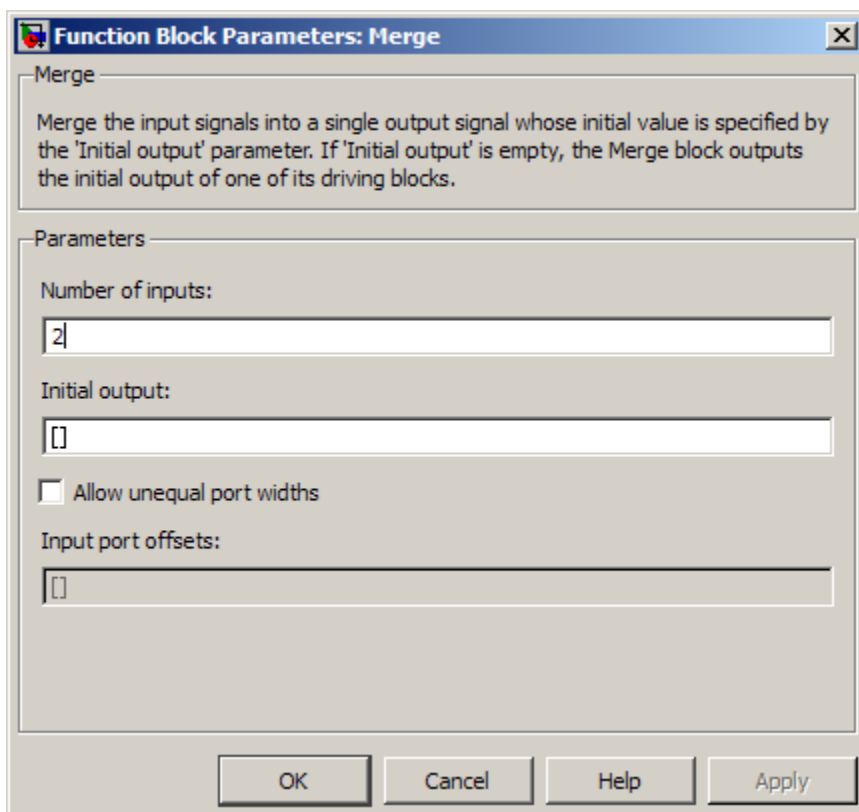 Function Block Parameters: Merge
Merge
Merge the input signals into a single output signal whose initial value is specified by
the 'Initial output' parameter. If 'Initial output' is empty, the Merge block outputs
the initial output of one of its driving blocks.
Parameters
Number of inputs:
2
Initial output:
[]
Allow unequal port widths
Input port offsets:
[]
OK Cancel Help Apply